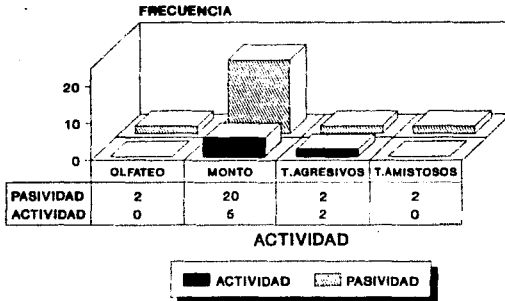 FRECUENCIA
20
10
0
OLFATEO MONTO T.AGRESIVOS T.AMISTOSOS
PASIVIDAD 2 20 2 2
ACTIVIDAD 0 5 2 0
ACTIVIDAD
ACTIVIDAD PASIVIDAD